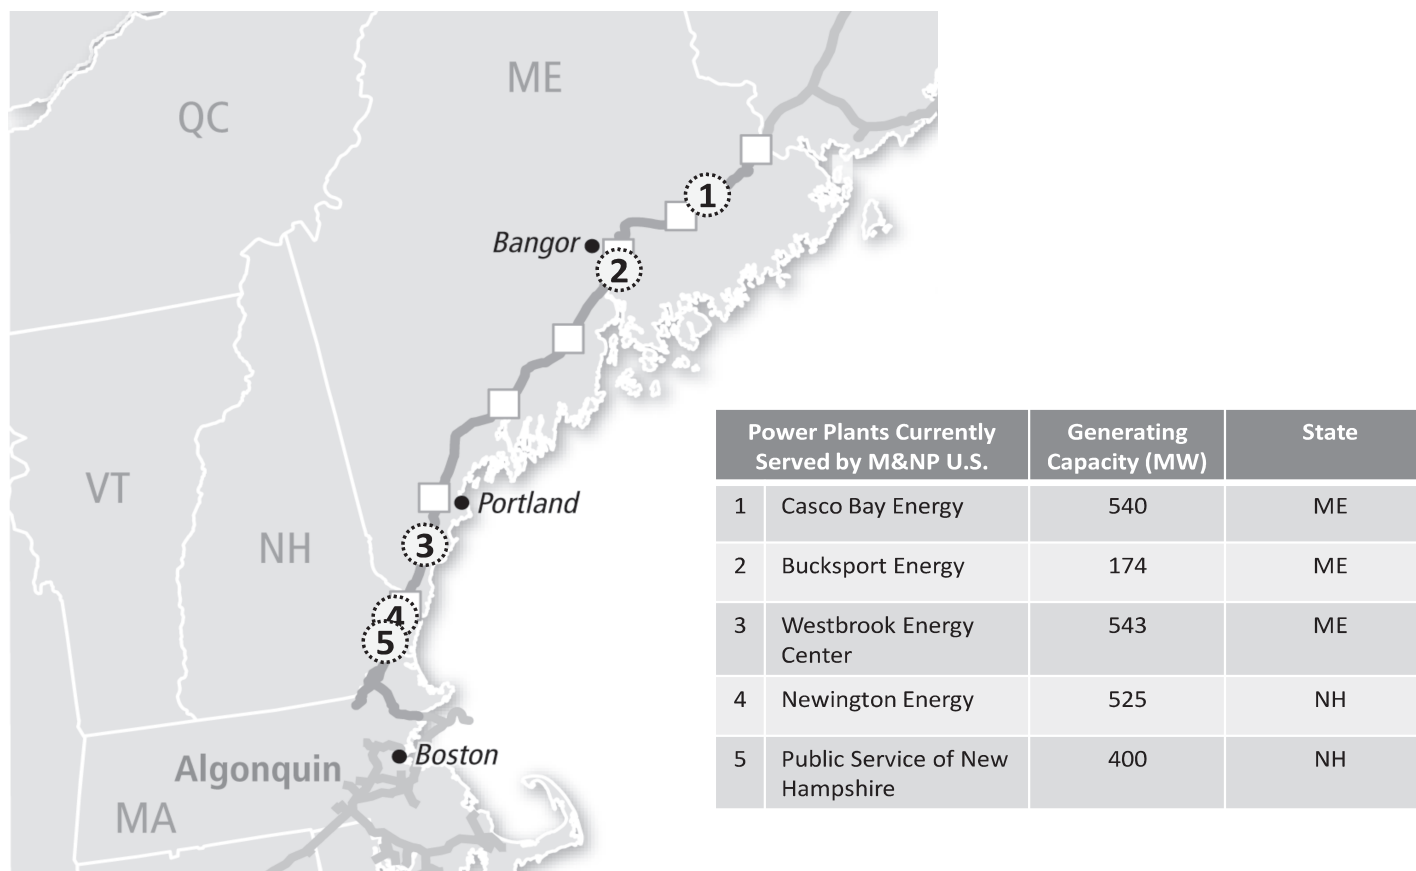 ME
QC
1
Bangor
2
VT
Portland
NH
3
4
5
Boston
Algonquin
MA
Power Plants Currently Served by M&NP U.S. Generating Capacity (MW) State
1 Casco Bay Energy 540 ME
2 Bucksport Energy 174 ME
3 Westbrook Energy 543 ME
Center
4 Newington Energy 525 NH
5 Public Service of New 400 NH
Hampshire